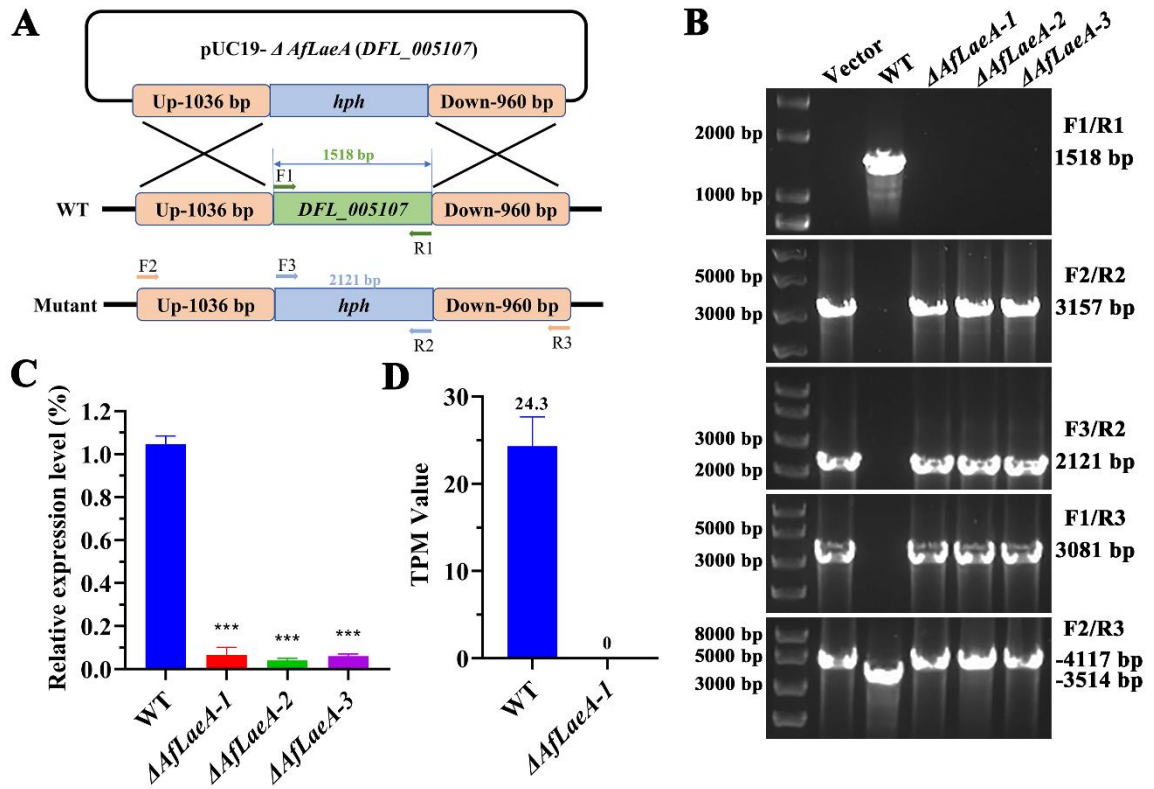 A
pUC19-Δ AfLaeA (DFL_005107)
Up-1036 bp hph Down-960 bp
1518 bp
F1
WT Up-1036 bp DFL_005107 Down-960 bp
R1
F2 F3 2121 bp
Mutant Up-1036 bp hph Down-960 bp
R2 R3
B
Vector WT ΔAfLaeA-1 ΔAfLaeA-2 ΔAfLaeA-3
2000 bp
1000 bp
F1/R1
1518 bp
5000 bp
3000 bp
F2/R2
3157 bp
3000 bp
2000 bp
F3/R2
2121 bp
5000 bp
3000 bp
F1/R3
3081 bp
8000 bp
5000 bp
3000 bp
F2/R3
-4117 bp
-3514 bp
C
Relative expression level (%)
1.2
1.0
0.8
0.6
0.4
0.2
0.0
*** *** ***
WT ΔAfLaeA-1 ΔAfLaeA-2 ΔAfLaeA-3
D
TPM Value
30
20
10
0
24.3
0
WT ΔAfLaeA-1